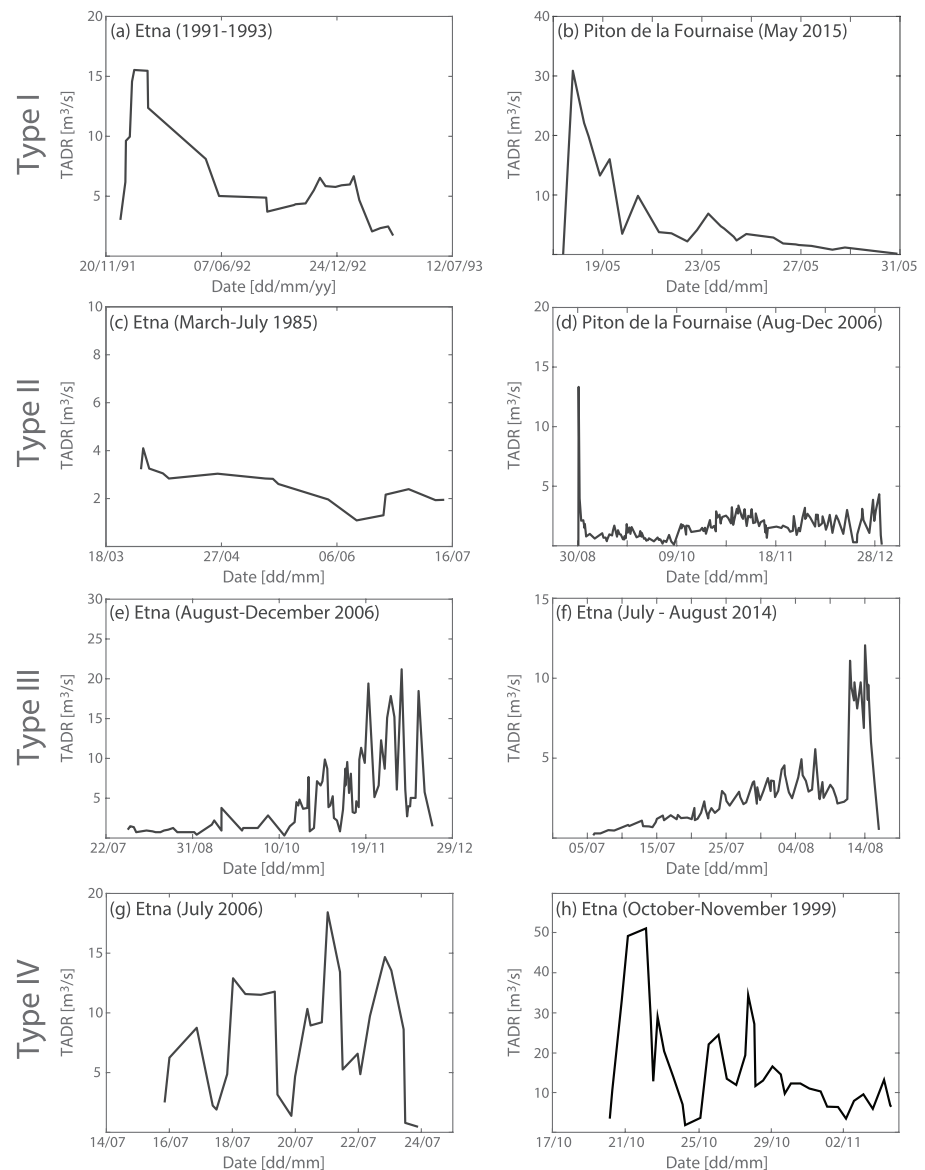 Type I
(a) Etna (1991-1993)
TADR [m³/s]
20
15
10
5
20/11/91 07/06/92 24/12/92 12/07/93
Date [dd/mm/yy]
(b) Piton de la Fournaise (May 2015)
TADR [m³/s]
40
30
20
10
19/05 23/05 27/05 31/05
Date [dd/mm]
Type II
(c) Etna (March-July 1985)
TADR [m³/s]
10
8
6
4
2
18/03 27/04 06/06 16/07
Date [dd/mm]
(d) Piton de la Fournaise (Aug-Dec 2006)
TADR [m³/s]
20
15
10
5
30/08 09/10 18/11 28/12
Date [dd/mm]
Type III
(e) Etna (August-December 2006)
TADR [m³/s]
30
25
20
15
10
5
22/07 31/08 10/10 19/11 29/12
Date [dd/mm]
(f) Etna (July - August 2014)
TADR [m³/s]
15
10
5
05/07 15/07 25/07 04/08 14/08
Date [dd/mm]
Type IV
(g) Etna (July 2006)
TADR [m³/s]
20
15
10
5
14/07 16/07 18/07 20/07 22/07 24/07
Date [dd/mm]
(h) Etna (October-November 1999)
TADR [m³/s]
50
40
30
20
10
17/10 21/10 25/10 29/10 02/11
Date [dd/mm]